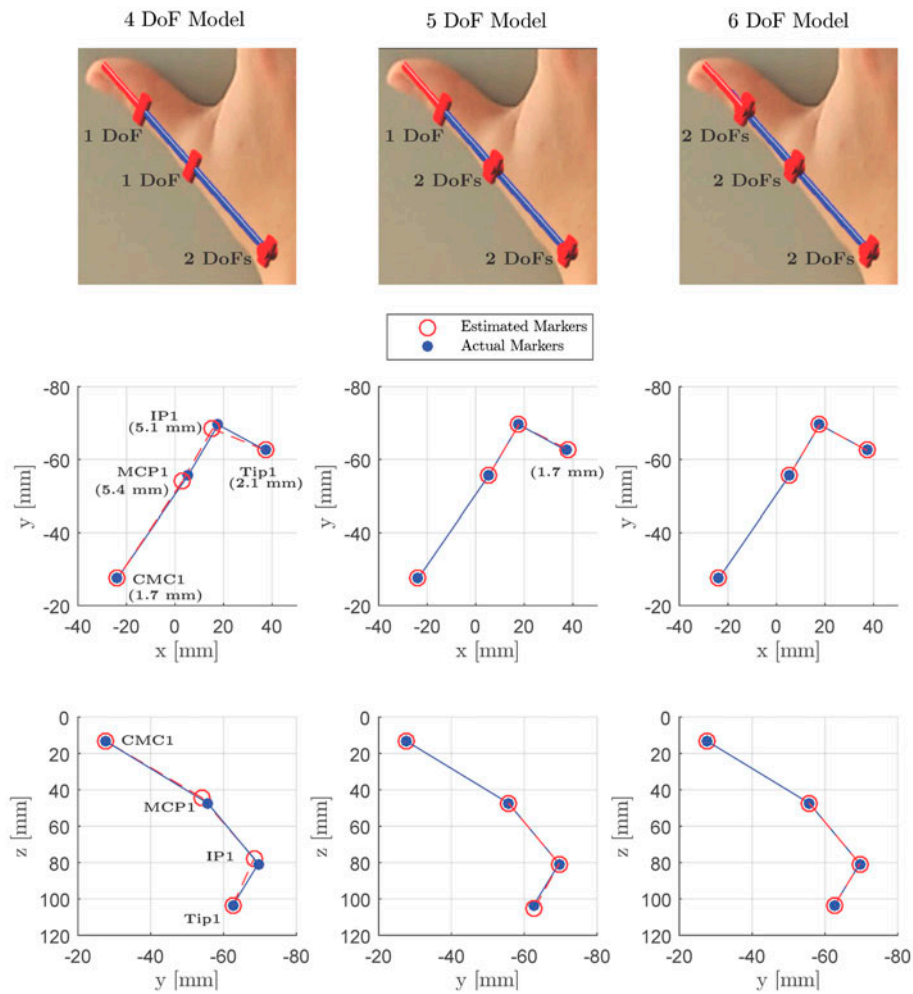 4 DoF Model
5 DoF Model
6 DoF Model
1 DoF
1 DoF
2 DoFs
1 DoF
2 DoFs
2 DoFs
2 DoFs
2 DoFs
2 DoFs
Estimated Markers
Actual Markers
-80
-60
-40
-20
y [mm]
IP1
(5.1 mm)
MCP1
(5.4 mm)
Tip1
(2.1 mm)
CMC1
(1.7 mm)
-40 -20 0 20 40
x [mm]
-80
-60
-40
-20
y [mm]
(1.7 mm)
-40 -20 0 20 40
x [mm]
-80
-60
-40
-20
y [mm]
-40 -20 0 20 40
x [mm]
0
20
40
60
80
100
120
z [mm]
CMC1
MCP1
IP1
Tip1
-20 -40 -60 -80
y [mm]
0
20
40
60
80
100
120
z [mm]
-20 -40 -60 -80
y [mm]
0
20
40
60
80
100
120
z [mm]
-20 -40 -60 -80
y [mm]